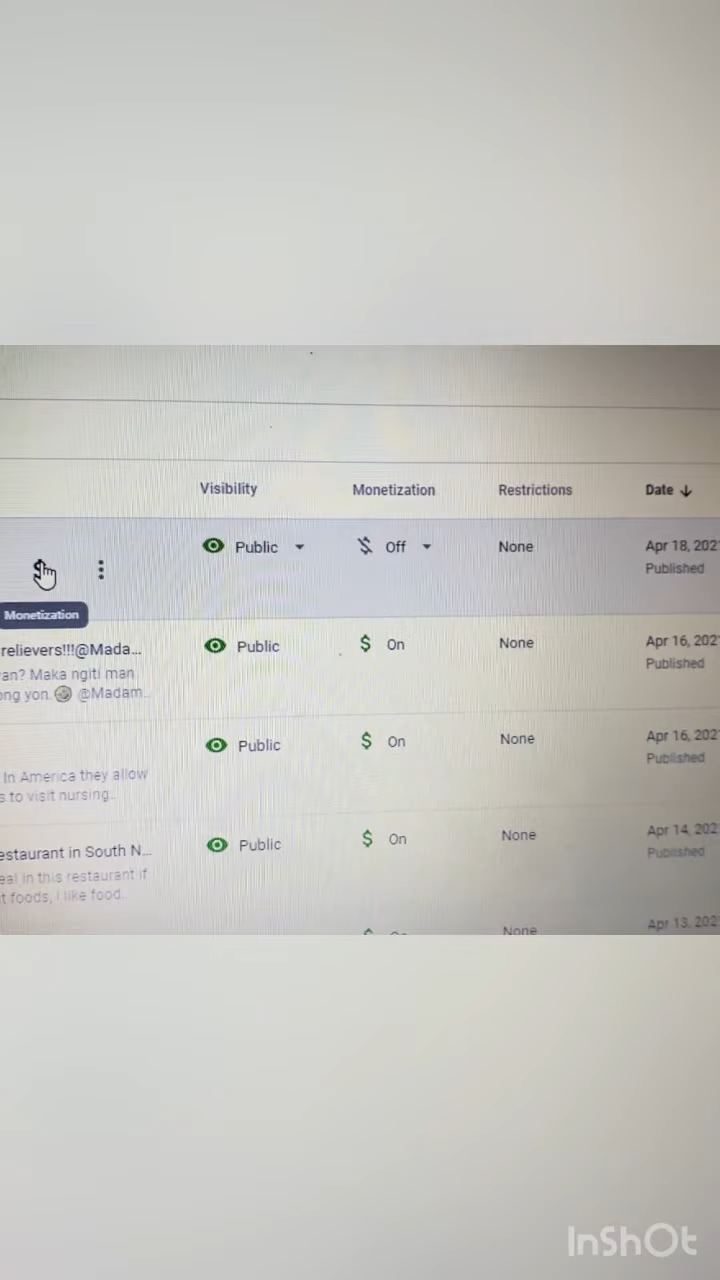 Visibility Monetization Restrictions Date
Public Off None Apr 18, 202
Published
Monetization
relievers!!!@Mada...
an? Maka ngiti man
ong yon. @Madam..
Public $ On None Apr 16, 202
Published
Public $ On None Apr 16, 202
Published
In America they allow
s to visit nursing..
Public $ On None Apr 14, 202
Published
estaurant in South N...
eal in this restaurant if
t foods, I like food.
None Apr 13, 202
InShOt